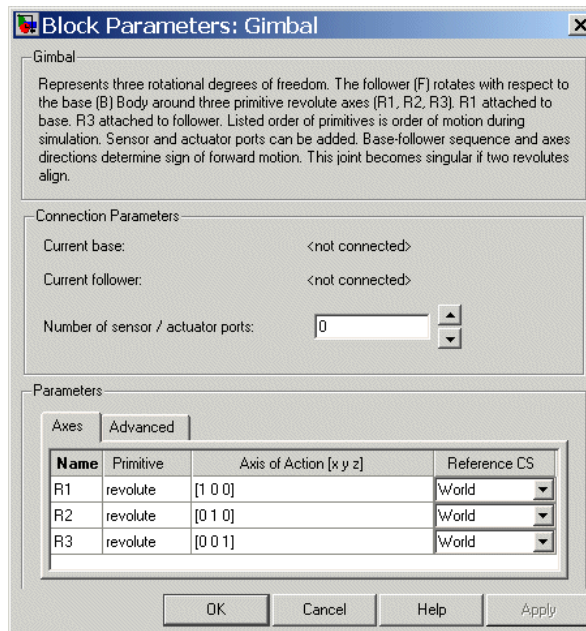 Block Parameters: Gimbal
Gimbal
Represents three rotational degrees of freedom. The follower (F) rotates with respect to
the base (B) Body around three primitive revolute axes (R1, R2, R3). R1 attached to
base. R3 attached to follower. Listed order of primitives is order of motion during
simulation. Sensor and actuator ports can be added. Base-follower sequence and axes
directions determine sign of forward motion. This joint becomes singular if two revolutes
align.
Connection Parameters
Current base: <not connected>
Current follower: <not connected>
Number of sensor / actuator ports: 0
Parameters
Axes Advanced
Name Primitive Axis of Action [x y z] Reference CS
R1 revolute [1 0 0] World
R2 revolute [0 1 0] World
R3 revolute [0 0 1] World
OK Cancel Help Apply